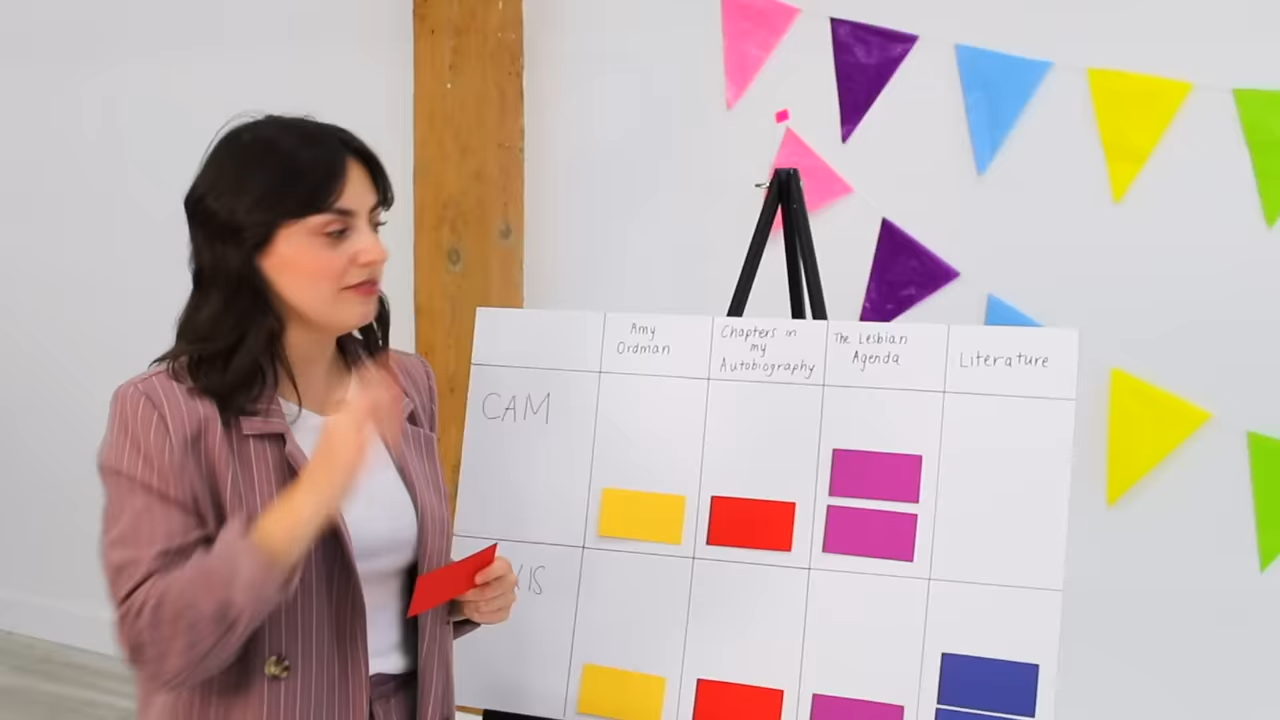 Amy
Ordman
Chapters in
my
Autobiography
The Lesbian
Agenda
Literature
CAM